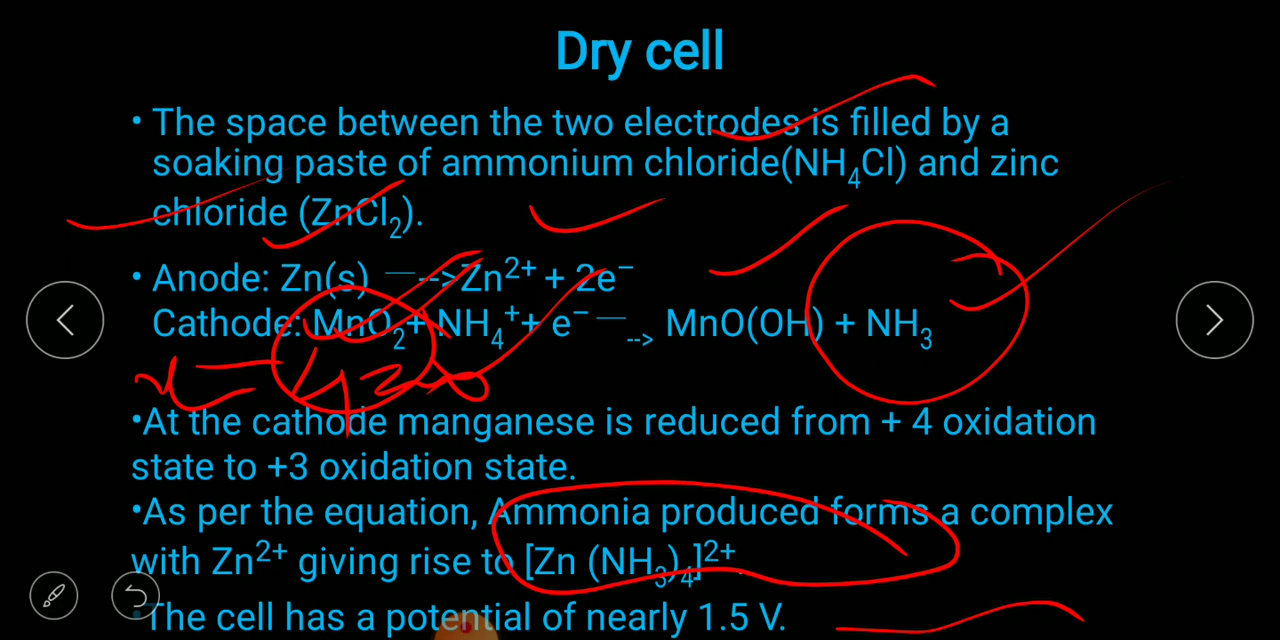 Dry cell
• The space between the two electrodes is filled by a
soaking paste of ammonium chloride(NH₄Cl) and zinc
chloride (ZnCl₂).
• Anode: Zn(s) —-->Zn²⁺ + 2e⁻
Cathode: MnO₂+ NH₄⁺+ e⁻ —--> MnO(OH) + NH₃
•At the cathode manganese is reduced from + 4 oxidation
state to +3 oxidation state.
•As per the equation, Ammonia produced forms a complex
with Zn²⁺ giving rise to [Zn (NH₃)₄]²⁺
•The cell has a potential of nearly 1.5 V.